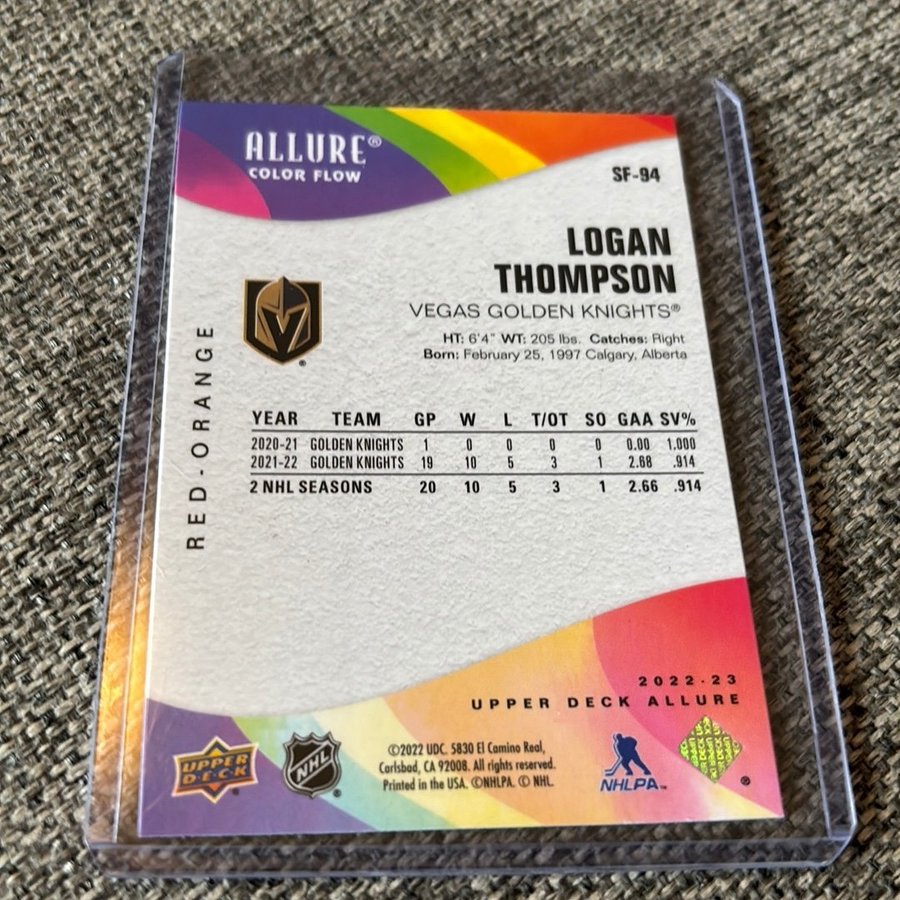 ALLURE®
COLOR FLOW
SF-94
LOGAN
THOMPSON
VEGAS GOLDEN KNIGHTS®
HT: 6'4" WT: 205 lbs. Catches: Right
Born: February 25, 1997 Calgary, Alberta
RED-ORANGE
YEAR TEAM GP W L T/OT SO GAA SV%
2020-21 GOLDEN KNIGHTS 1 0 0 0 0 0.00 1.000
2021-22 GOLDEN KNIGHTS 19 10 5 3 1 2.68 .914
2 NHL SEASONS 20 10 5 3 1 2.66 .914
2022-23
UPPER DECK ALLURE
UPPER
DECK
NHL
®
©2022 UDC. 5830 El Camino Real,
Carlsbad, CA 92008. All rights reserved.
Printed in the USA. ©NHLPA. © NHL.
NHLPA™
®